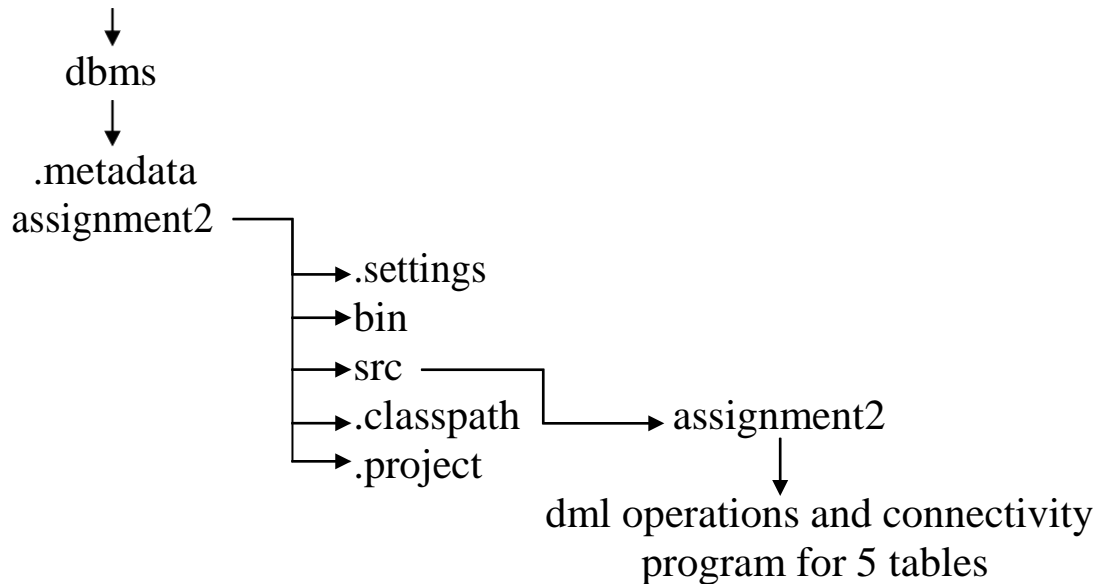 dbms
.metadata
assignment2
.settings
bin
src
.classpath
assignment2
.project
dml operations and connectivity
program for 5 tables